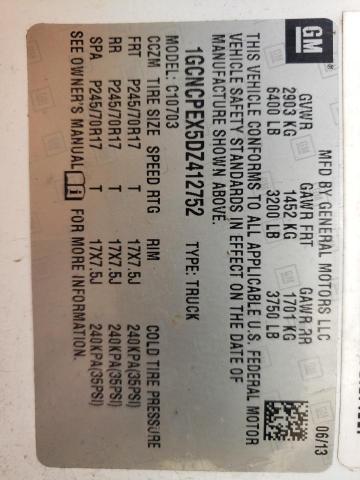 GM
MFD BY GENERAL MOTORS LLC 06/13
GVWR GAWR FRT GAWR RR
2903 KG 1452 KG 1701 KG
6400 LB 3200 LB 3750 LB
THIS VEHICLE CONFORMS TO ALL APPLICABLE U.S. FEDERAL MOTOR
VEHICLE SAFETY STANDARDS IN EFFECT ON THE DATE OF
MANUFACTURE SHOWN ABOVE.
1GCNCPEX5DZ412752 TYPE: TRUCK
MODEL: C10703
CCZM TIRE SIZE SPEED RTG RIM COLD TIRE PRESSURE
FRT P245/70R17 T 17X7.5J 240KPA(35PSI)
RR P245/70R17 T 17X7.5J 240KPA(35PSI)
SPA P245/70R17 T 17X7.5J 240KPA(35PSI)
SEE OWNER'S MANUAL i FOR MORE INFORMATION.